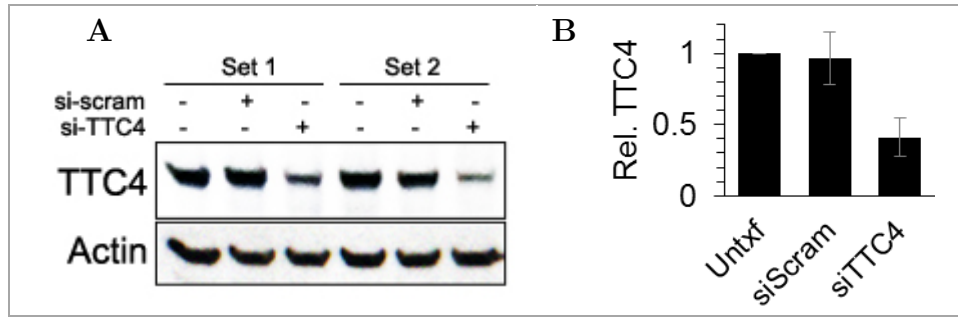 A
Set 1 Set 2
si-scram - + - - + -
si-TTC4 - - + - - +
TTC4
Actin
B
Rel. TTC4
1
0.5
0
Untxf
siScram
siTTC4